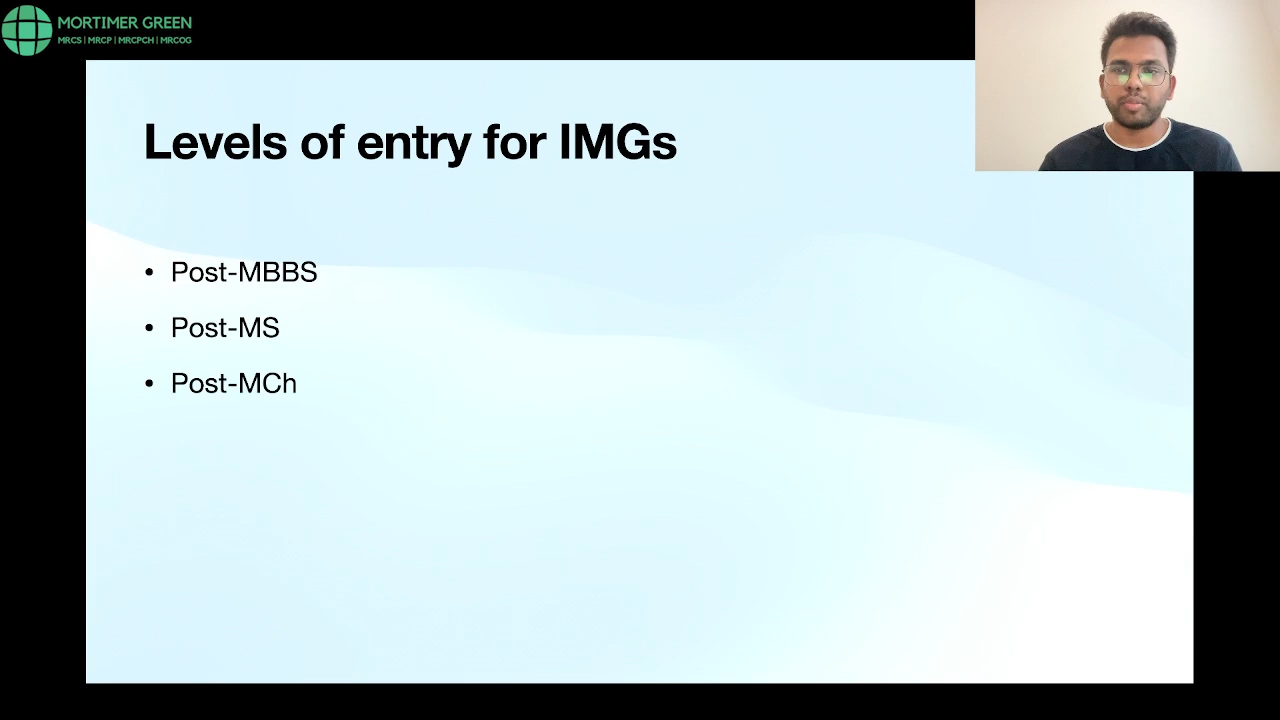 MORTIMER GREEN
MRCS | MRCP | MRCPCH | MRCOG
Levels of entry for IMGs
• Post-MBBS
• Post-MS
• Post-MCh